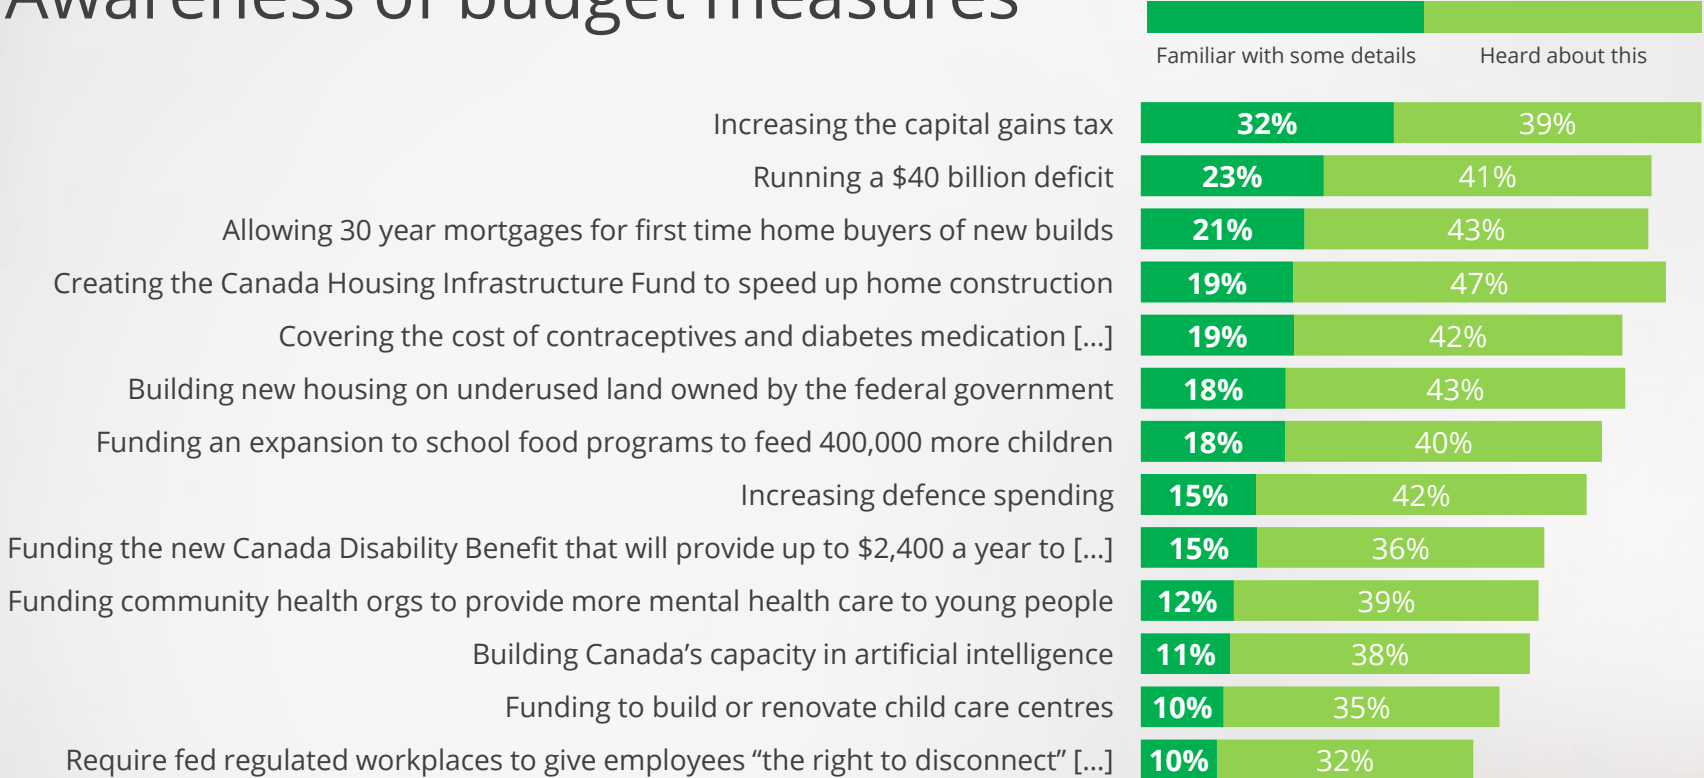 Awareness of budget measures
Familiar with some details Heard about this
Increasing the capital gains tax 32% 39%
Running a $40 billion deficit 23% 41%
Allowing 30 year mortgages for first time home buyers of new builds 21% 43%
Creating the Canada Housing Infrastructure Fund to speed up home construction 19% 47%
Covering the cost of contraceptives and diabetes medication [...] 19% 42%
Building new housing on underused land owned by the federal government 18% 43%
Funding an expansion to school food programs to feed 400,000 more children 18% 40%
Increasing defence spending 15% 42%
Funding the new Canada Disability Benefit that will provide up to $2,400 a year to [...] 15% 36%
Funding community health orgs to provide more mental health care to young people 12% 39%
Building Canada’s capacity in artificial intelligence 11% 38%
Funding to build or renovate child care centres 10% 35%
Require fed regulated workplaces to give employees “the right to disconnect” [...] 10% 32%